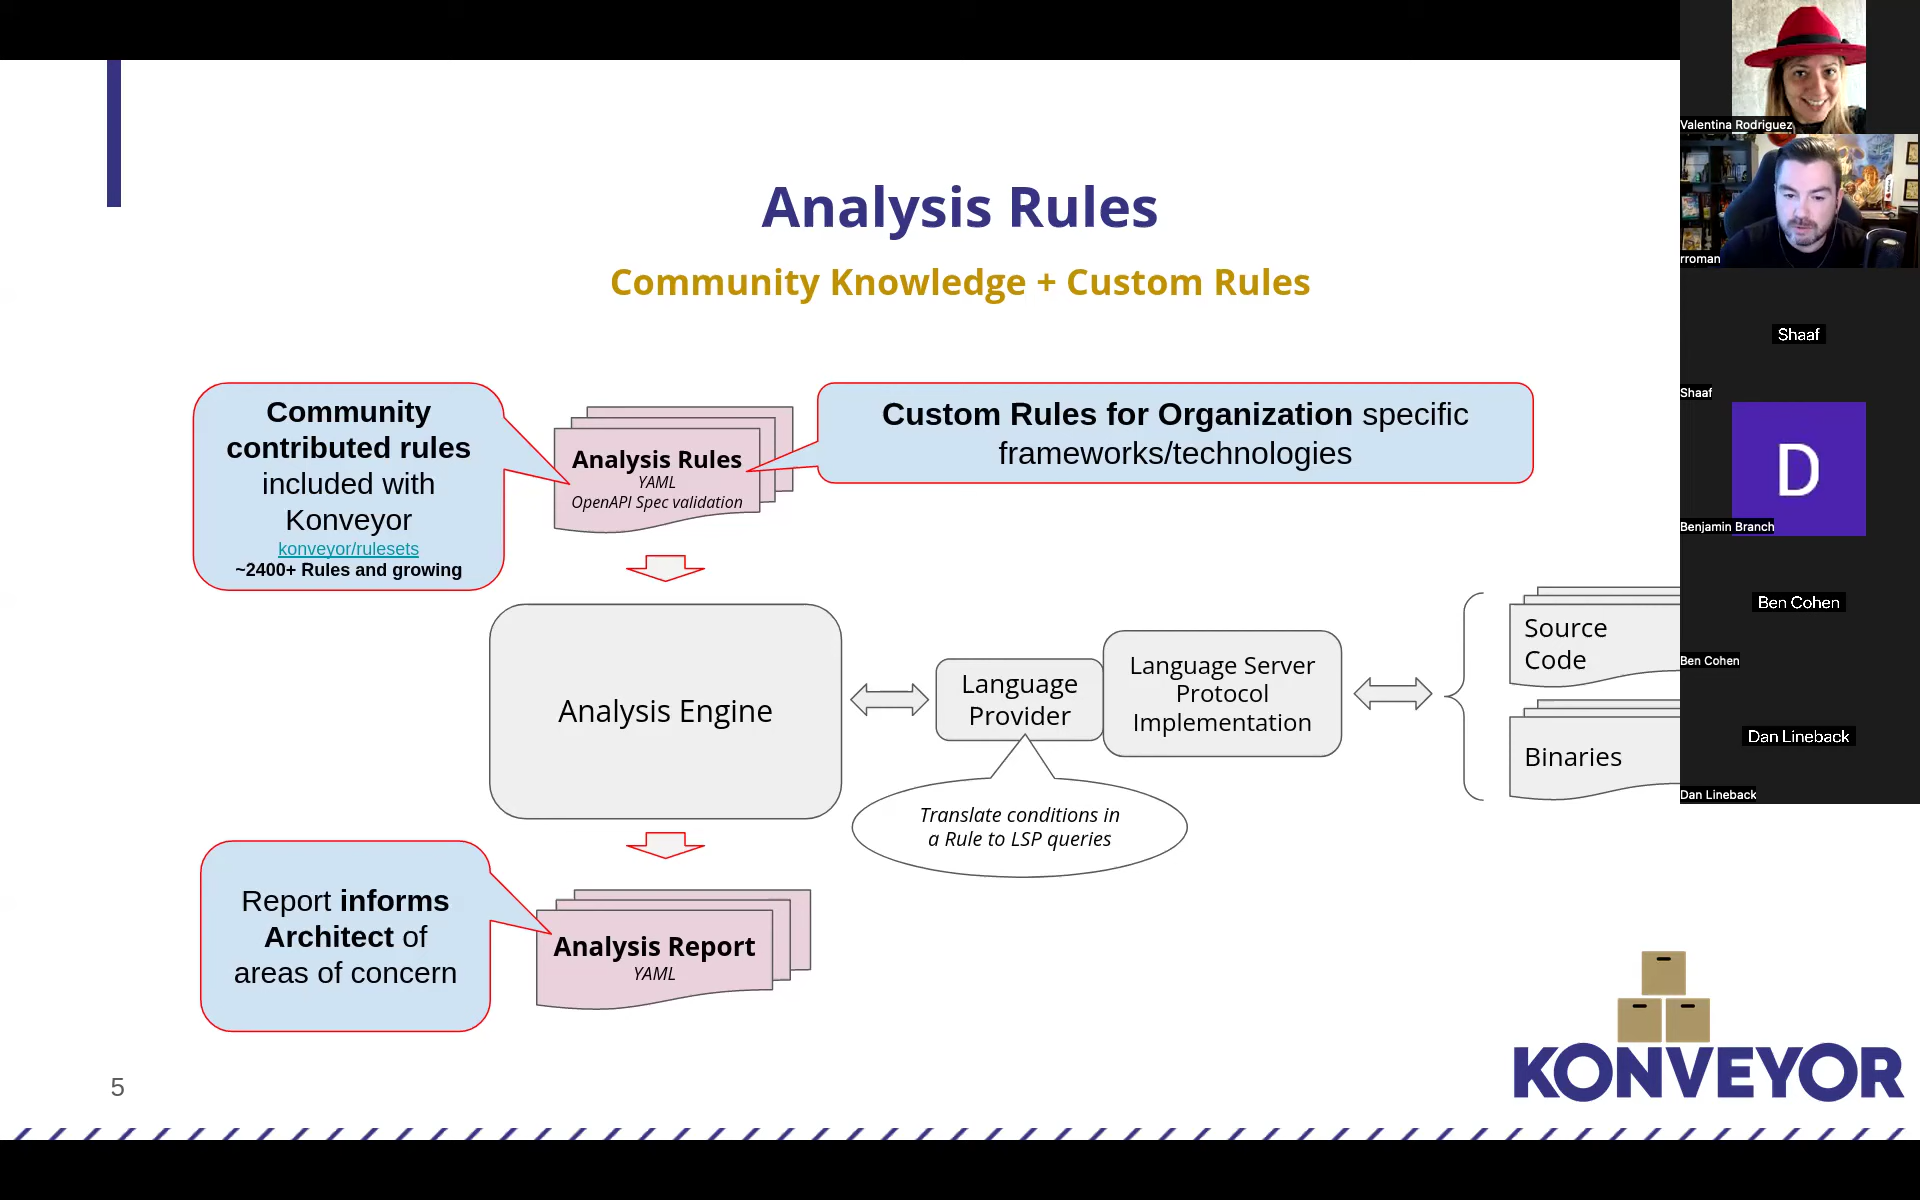 Analysis Rules
Community Knowledge + Custom Rules
Community
contributed rules
included with
Konveyor
konveyor/rulesets
~2400+ Rules and growing
Analysis Rules
YAML
OpenAPI Spec validation
Custom Rules for Organization specific
frameworks/technologies
Analysis Engine
Language
Provider
Language Server
Protocol
Implementation
Source
Code
Binaries
Translate conditions in
a Rule to LSP queries
Report informs
Architect of
areas of concern
Analysis Report
YAML
5
KONVEYOR
Valentina Rodriguez
rroman
Shaaf
Shaaf
D
Benjamin Branch
Ben Cohen
Ben Cohen
Dan Lineback
Dan Lineback